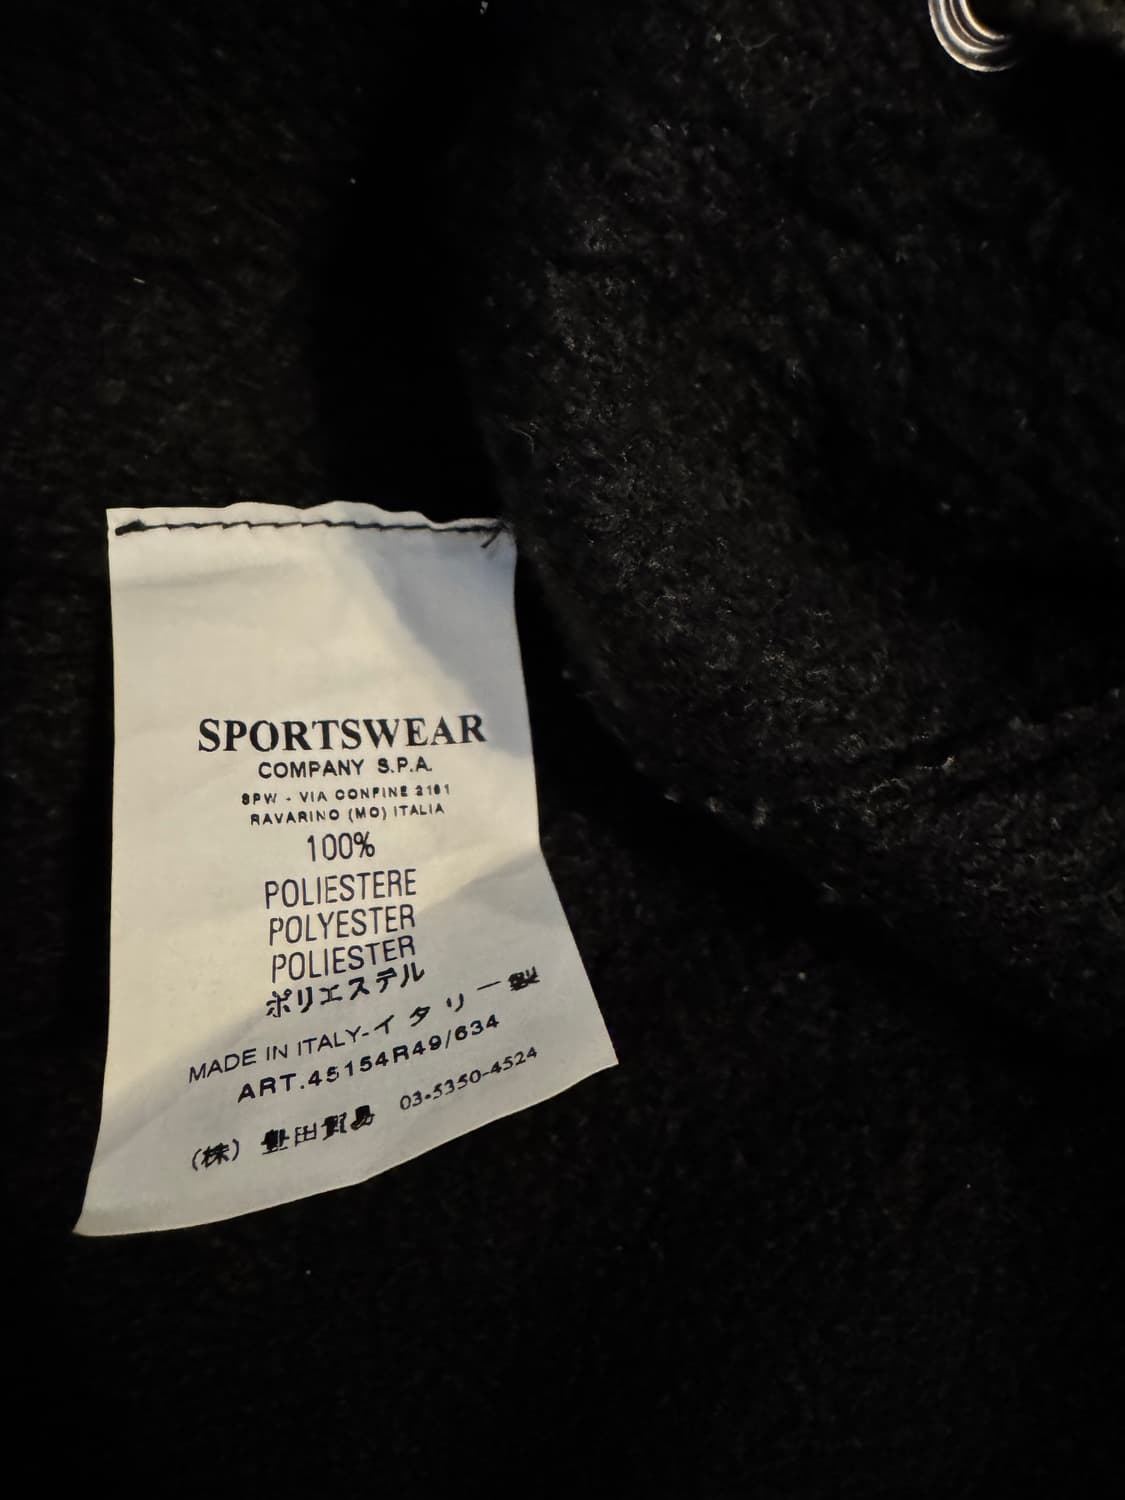 SPORTSWEAR
COMPANY S.P.A.
SPW - VIA CONFINE 2161
RAVARINO (MO) ITALIA
100%
POLIESTERE
POLYESTER
POLIESTER
ポリエステル
MADE IN ITALY-イタリー製
ART.45154R49/634
(株) 豊田貿易 03-5350-4524